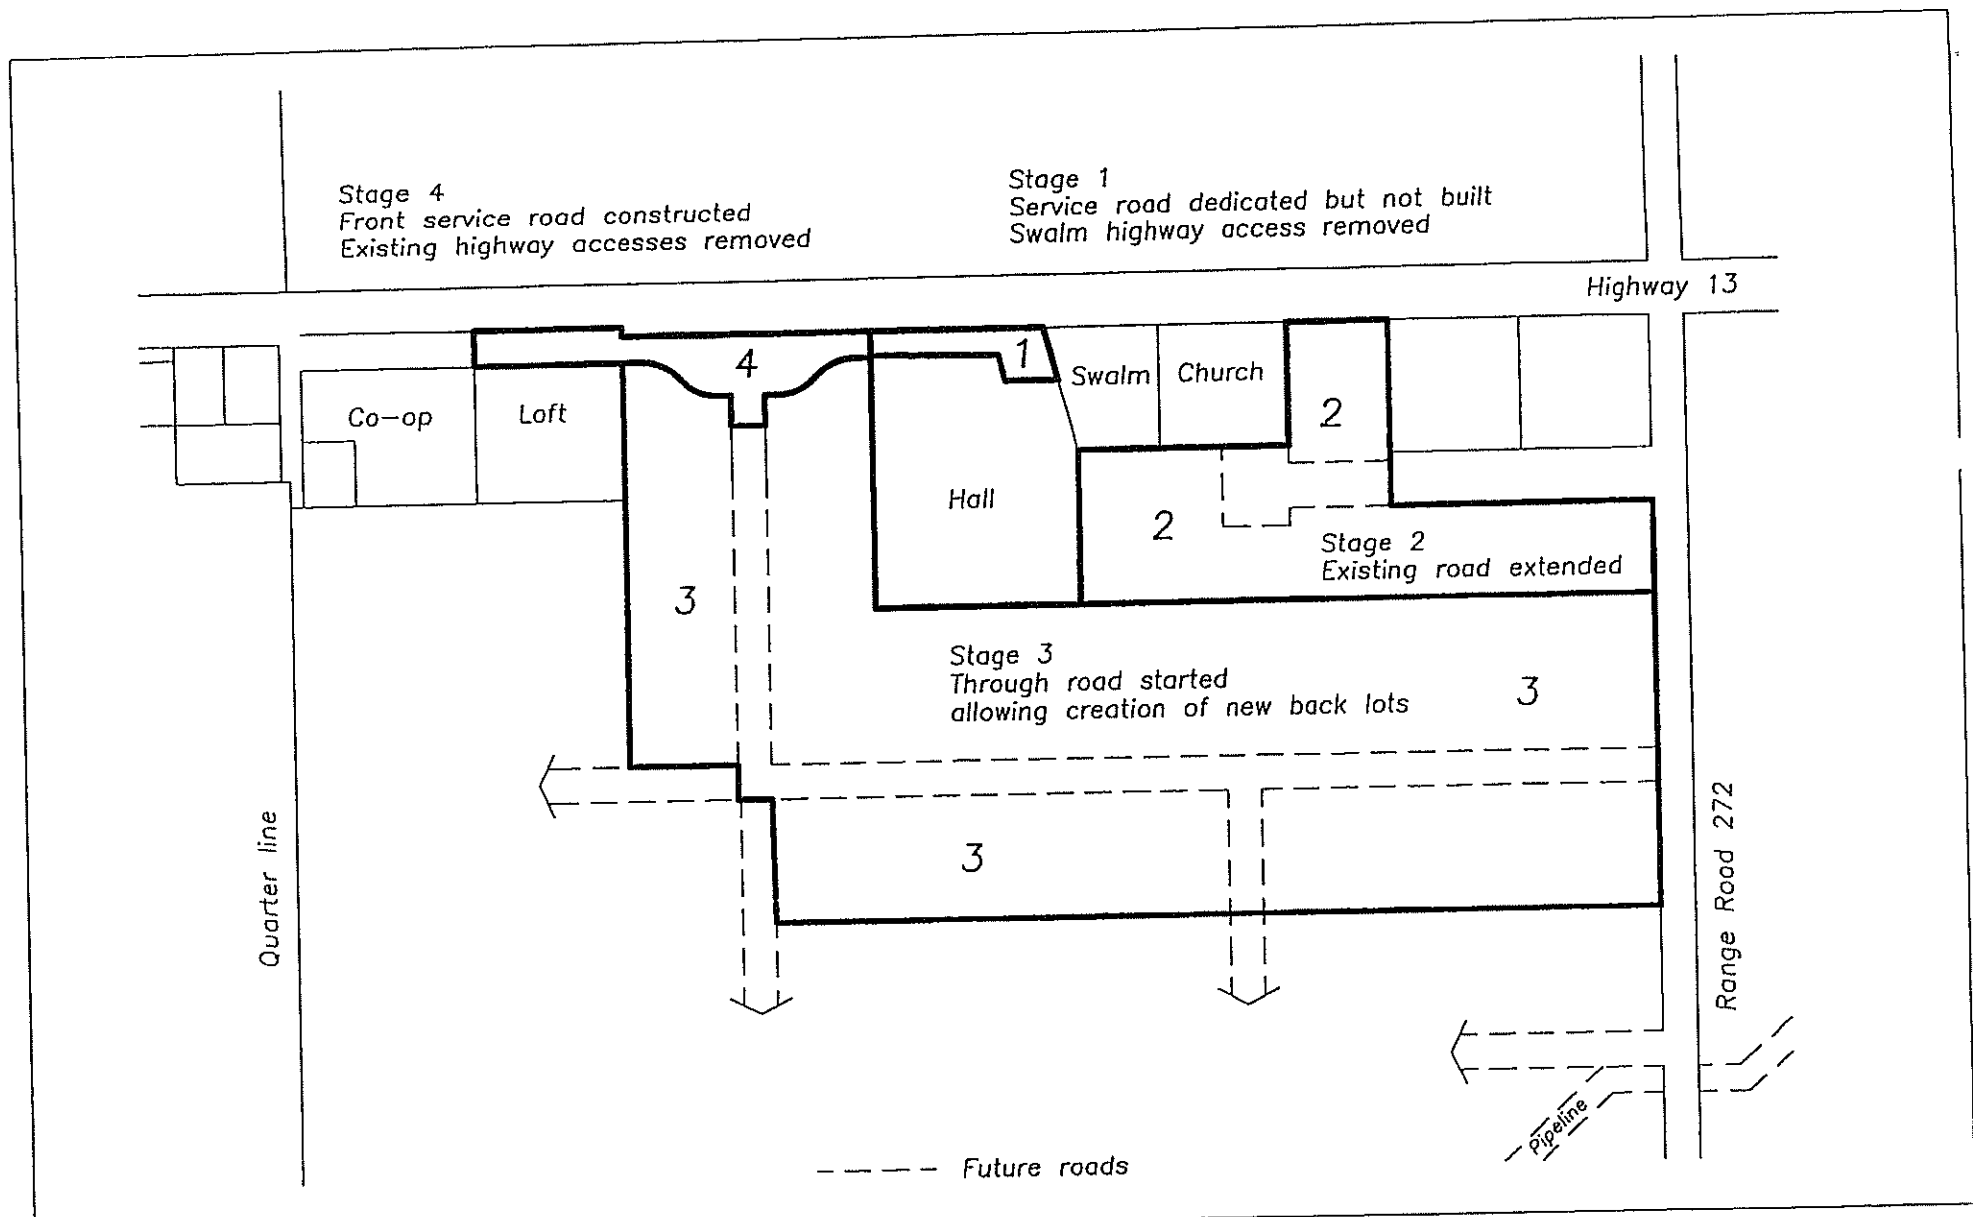 Stage 4
Front service road constructed
Existing highway accesses removed
Stage 1
Service road dedicated but not built
Swalm highway access removed
Highway 13
4
1
Swalm
Church
2
Co-op
Loft
Hall
2
Stage 2
Existing road extended
3
Stage 3
Through road started
allowing creation of new back lots
3
3
Quarter line
Range Road 272
Pipeline
Future roads